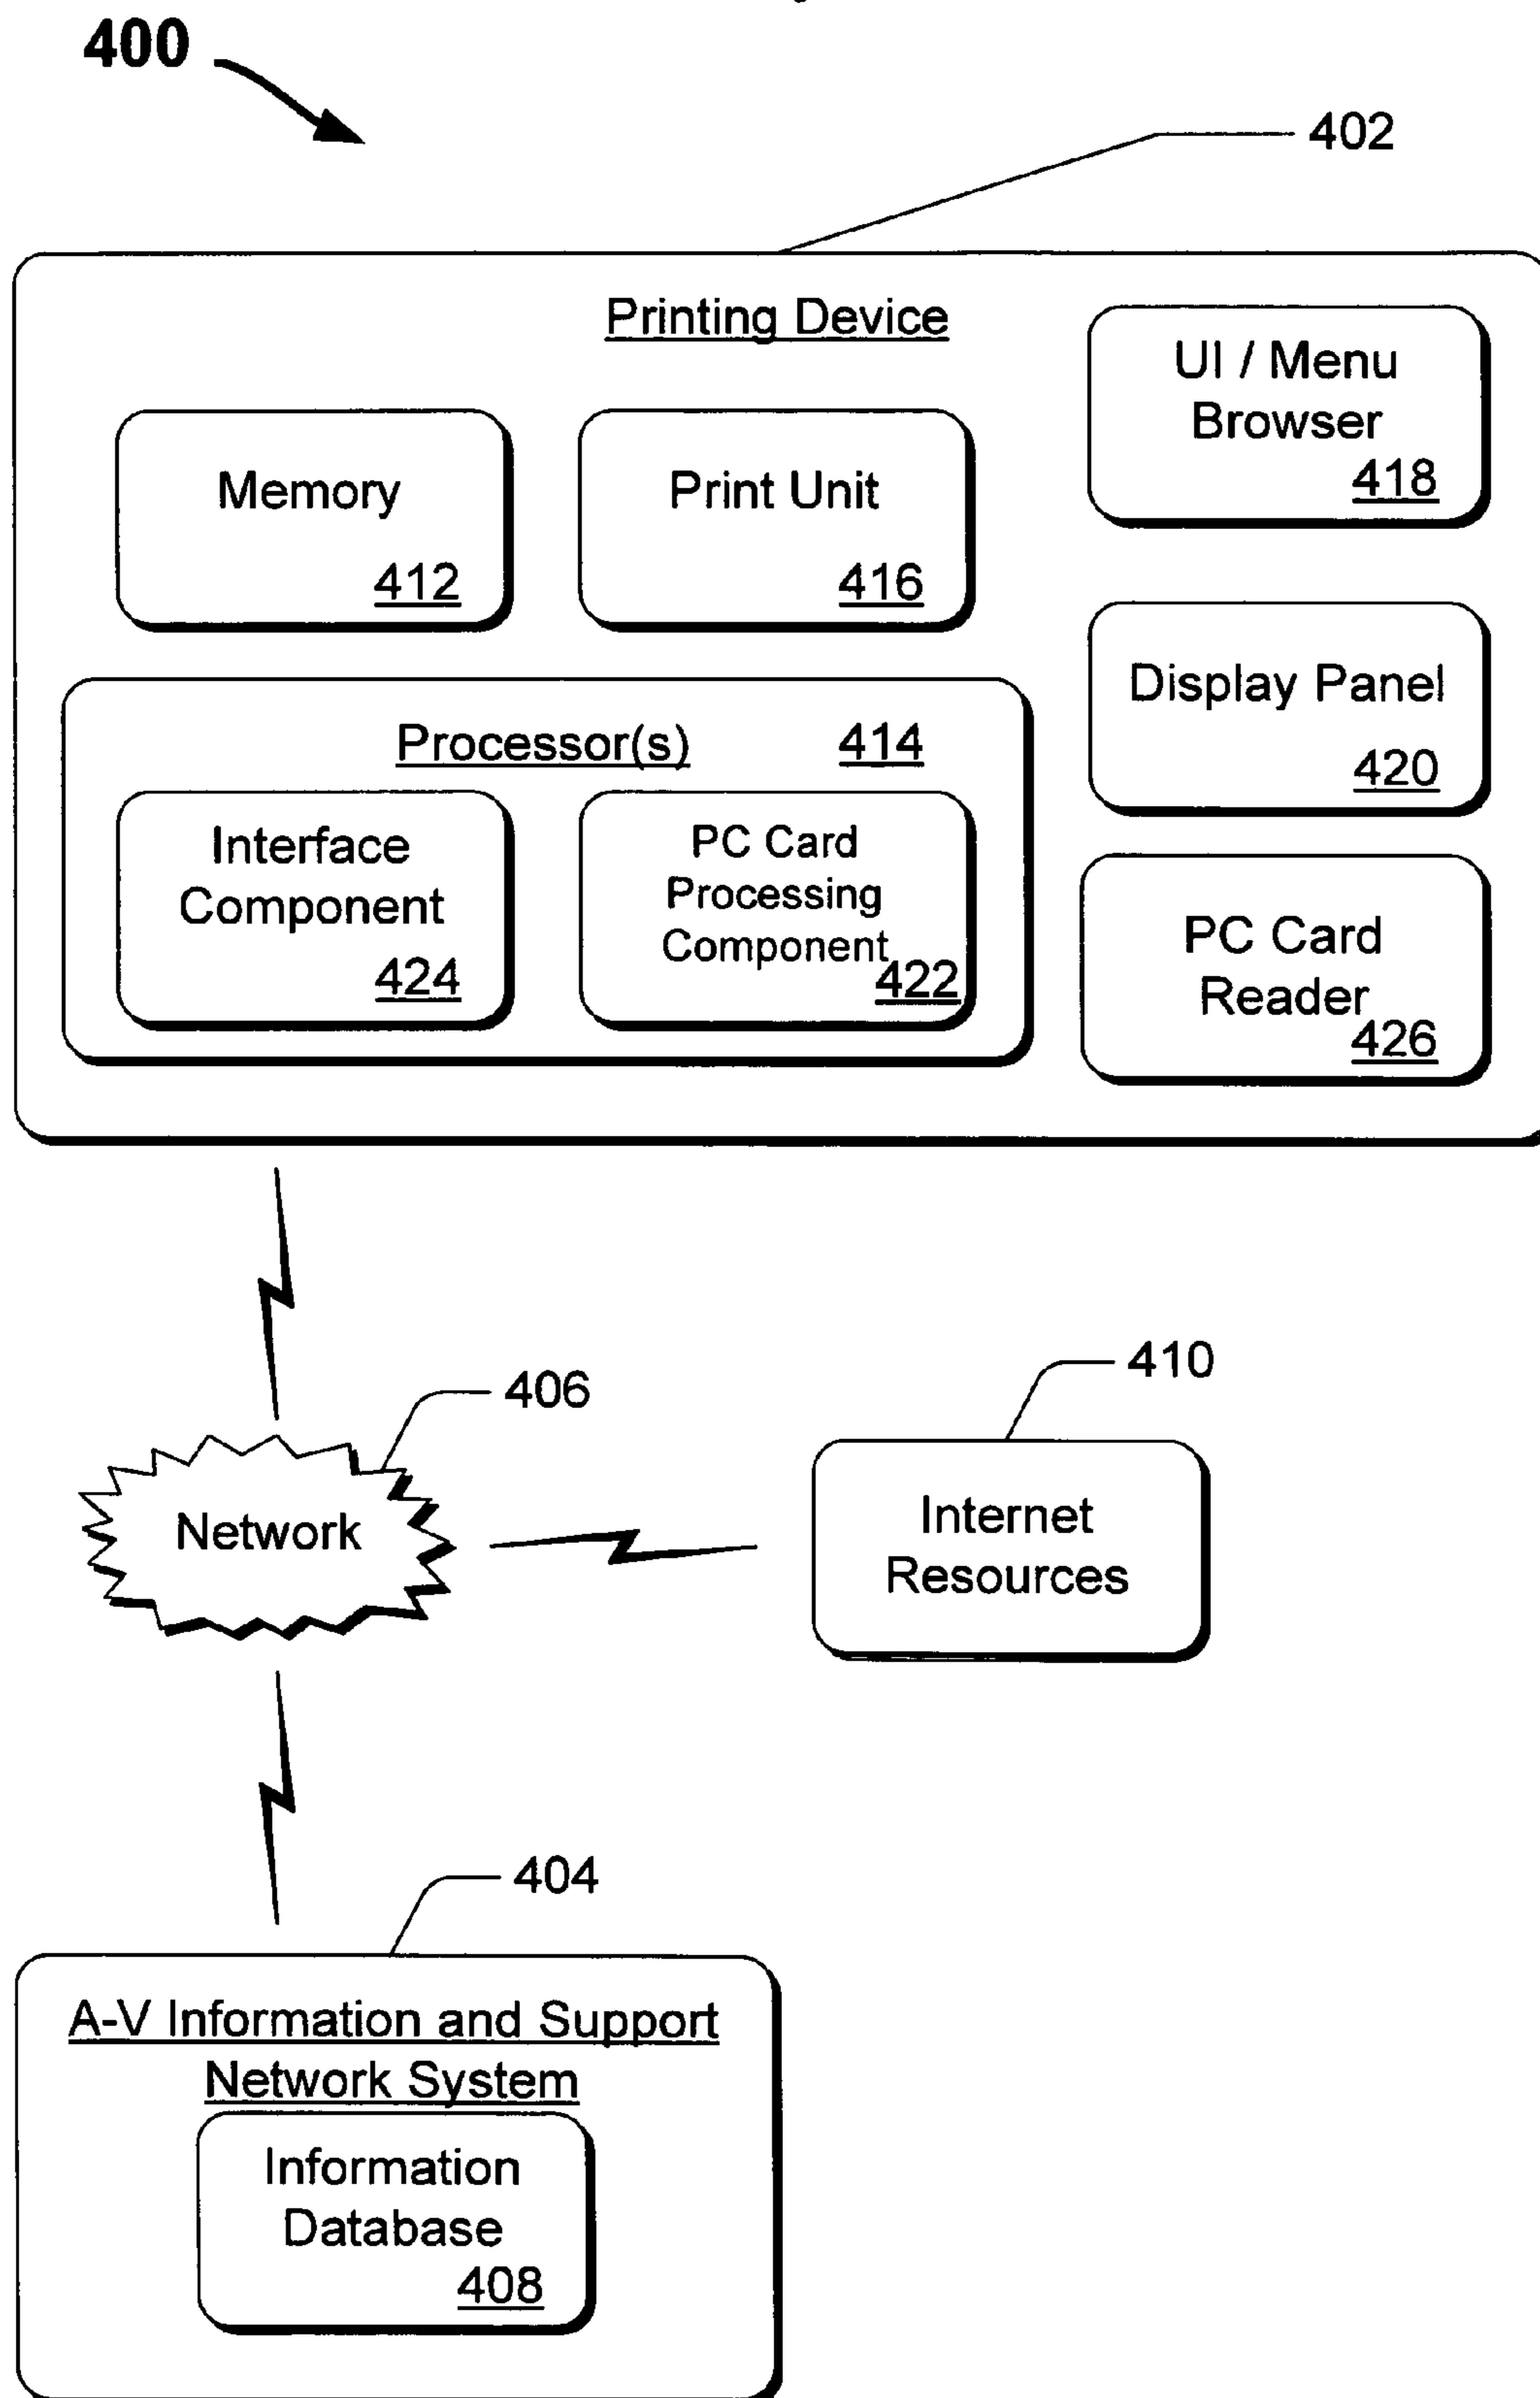 400
402
Printing Device
UI / Menu
Browser
418
Memory
412
Print Unit
416
Display Panel
420
Processor(s) 414
Interface
Component
424
PC Card
Processing
Component
422
PC Card
Reader
426
406
Network
410
Internet
Resources
404
A-V Information and Support
Network System
Information
Database
408